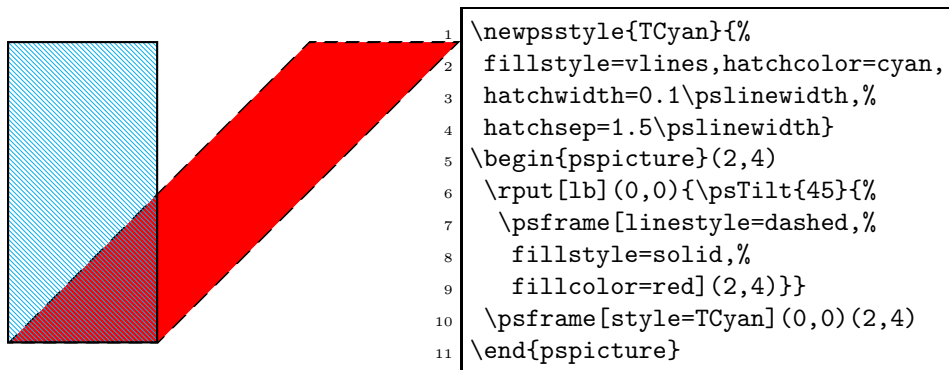 1 \newpsstyle{TCyan}{%
2 fillstyle=vlines,hatchcolor=cyan,
3 hatchwidth=0.1\pslinewidth,%
4 hatchsep=1.5\pslinewidth}
5 \begin{pspicture}(2,4)
6 \rput[lb](0,0){\psTilt{45}{%
7 \psframe[linestyle=dashed,%
8 fillstyle=solid,%
9 fillcolor=red](2,4)}}
10 \psframe[style=TCyan](0,0)(2,4)
11 \end{pspicture}